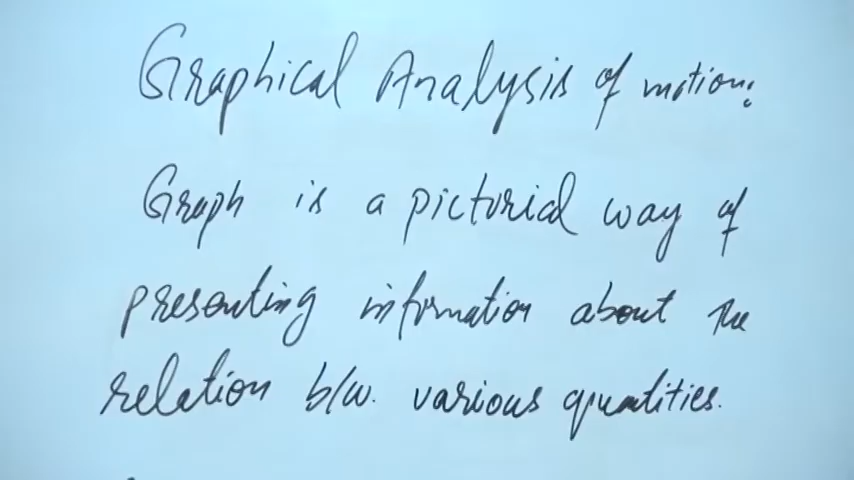 Graphical Analysis of motion:
Graph is a pictorial way of
presenting information about the
relation b/w. various quantities.